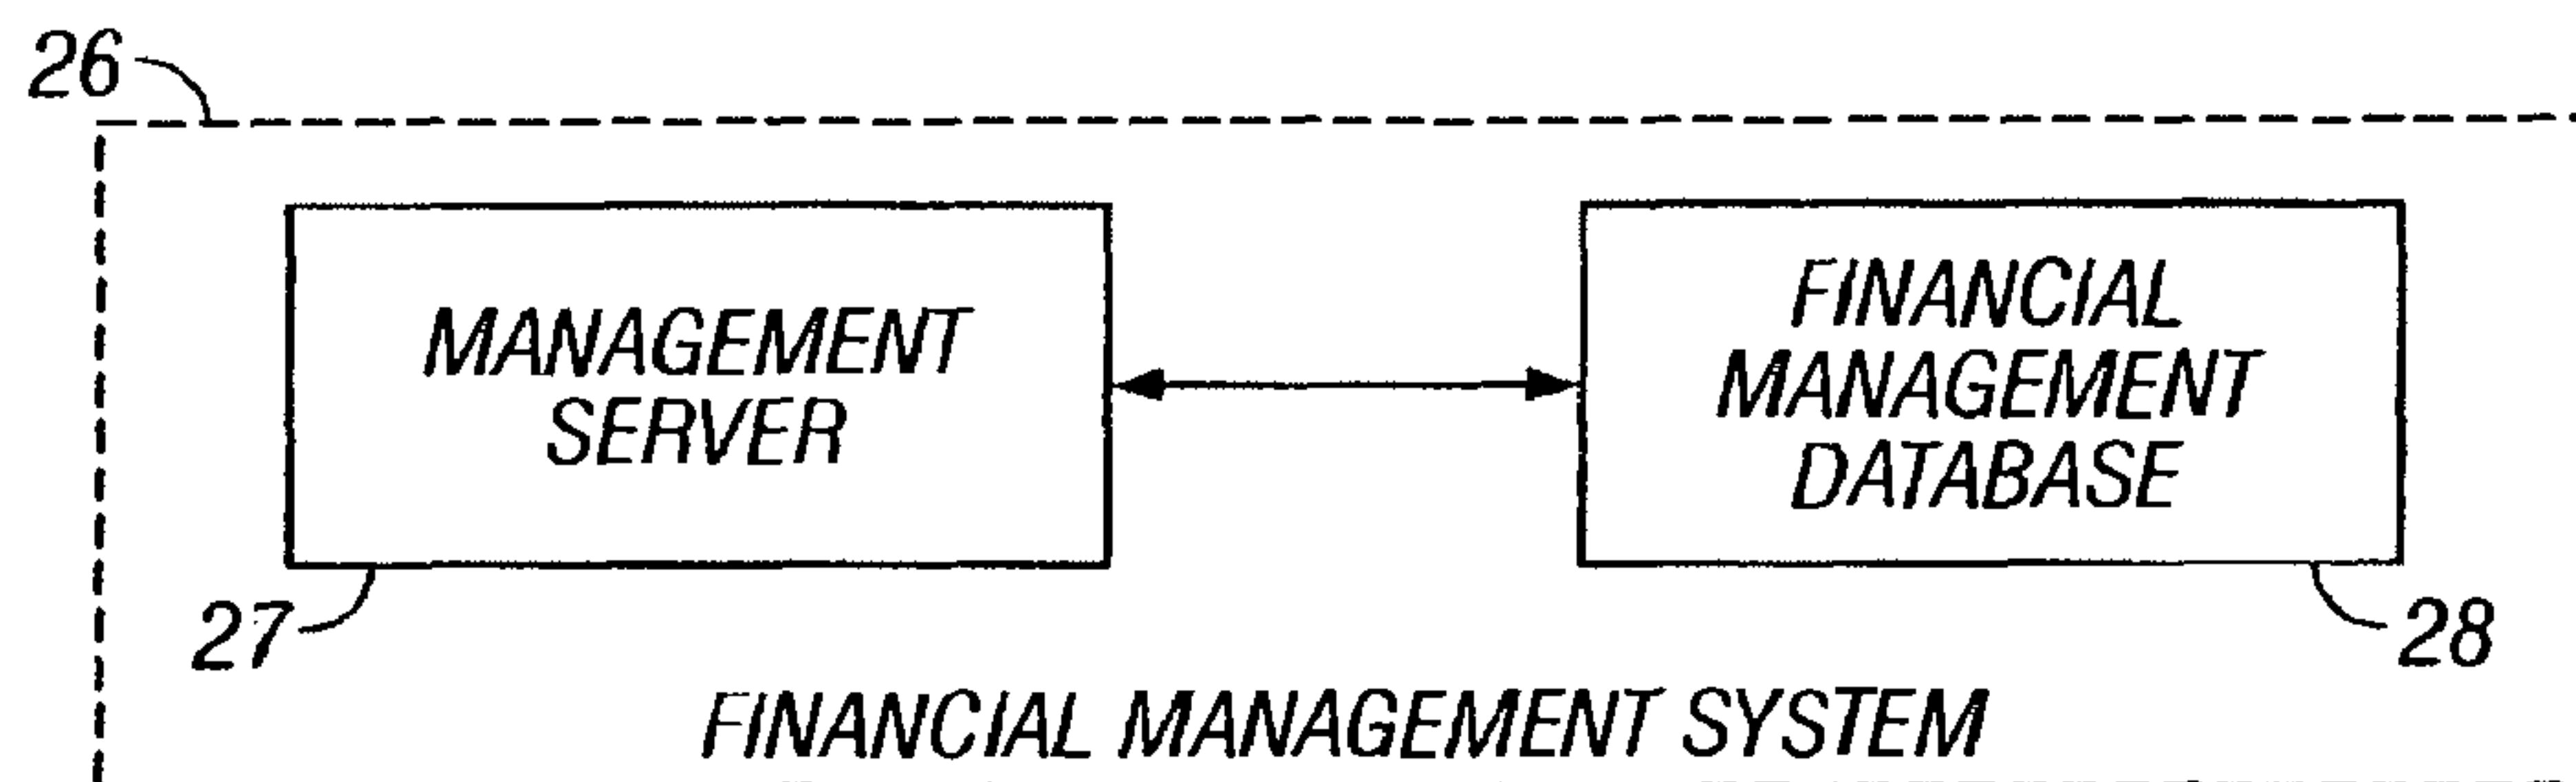 26
MANAGEMENT
SERVER
FINANCIAL
MANAGEMENT
DATABASE
27
28
FINANCIAL MANAGEMENT SYSTEM